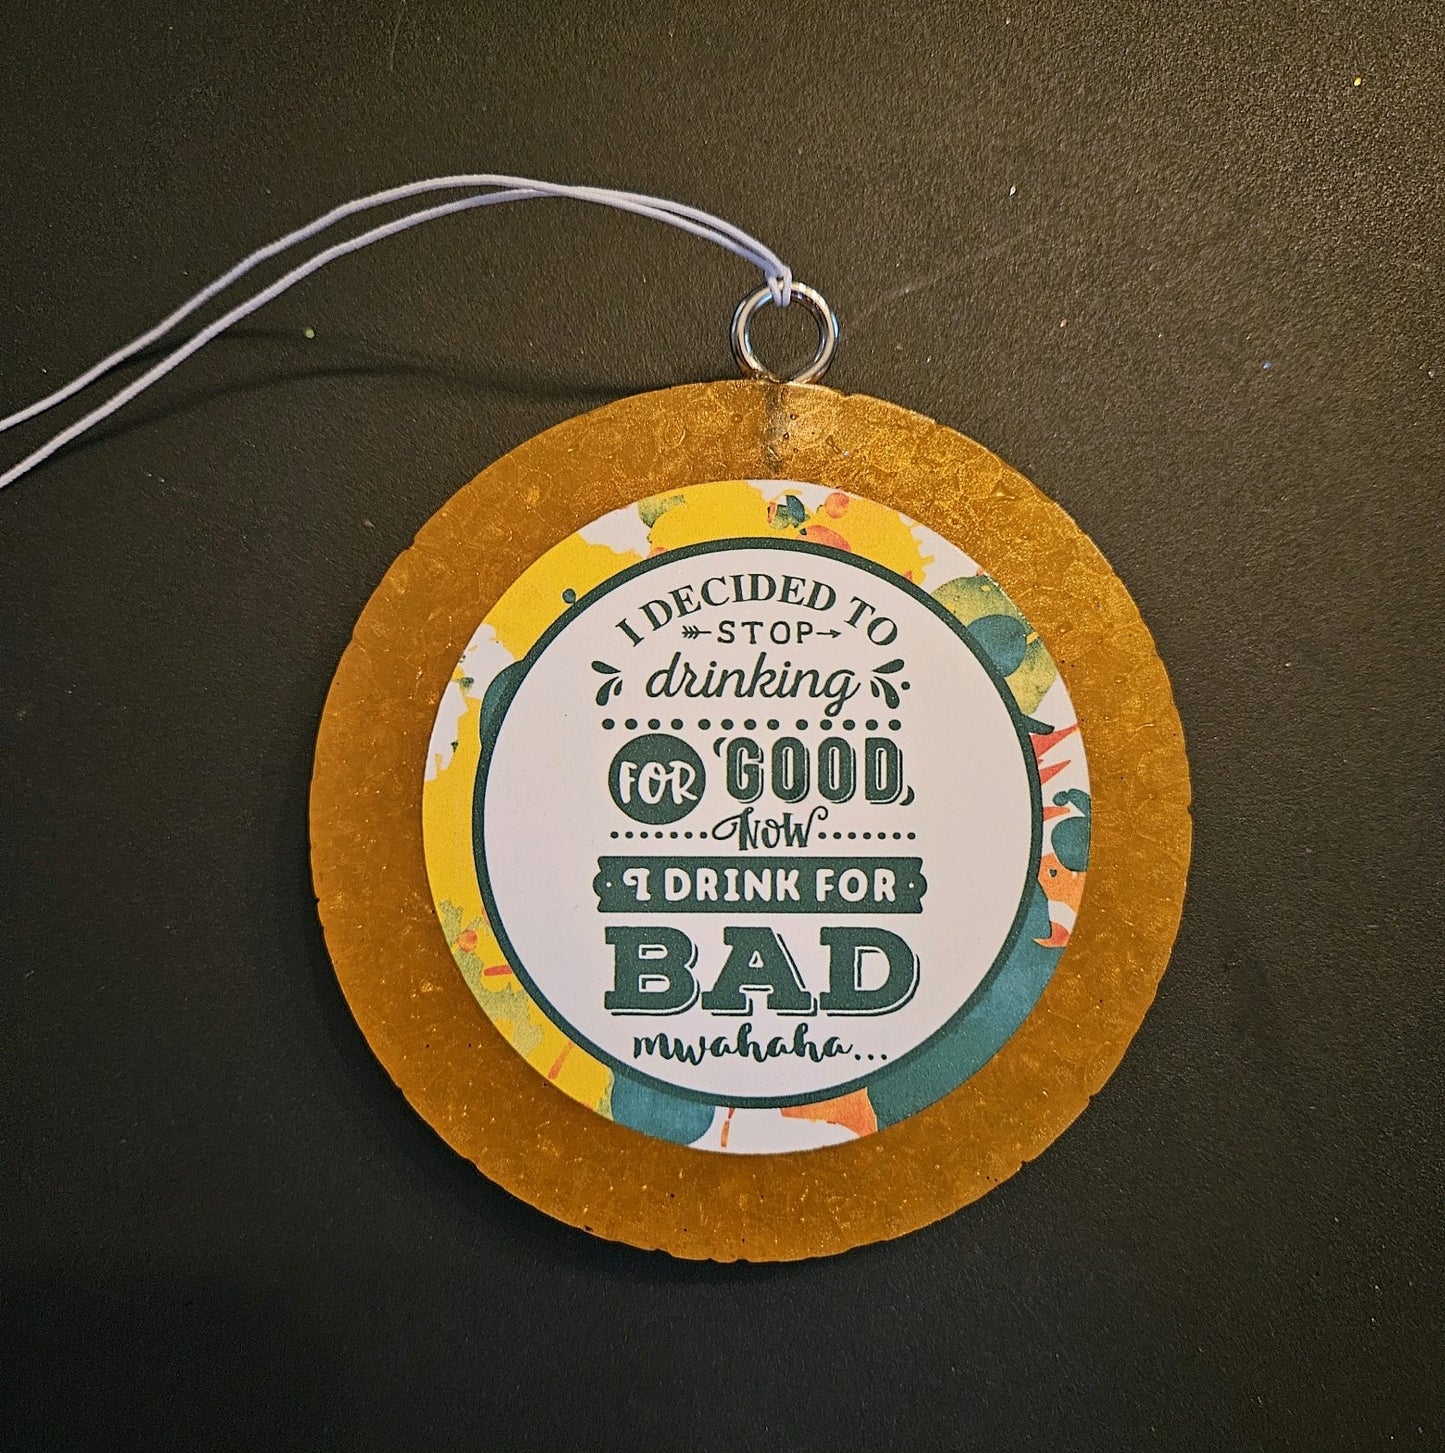 I DECIDED TO
STOP
drinking
FOR 'GOOD,
NOW
I DRINK FOR
BAD
mwahaha...